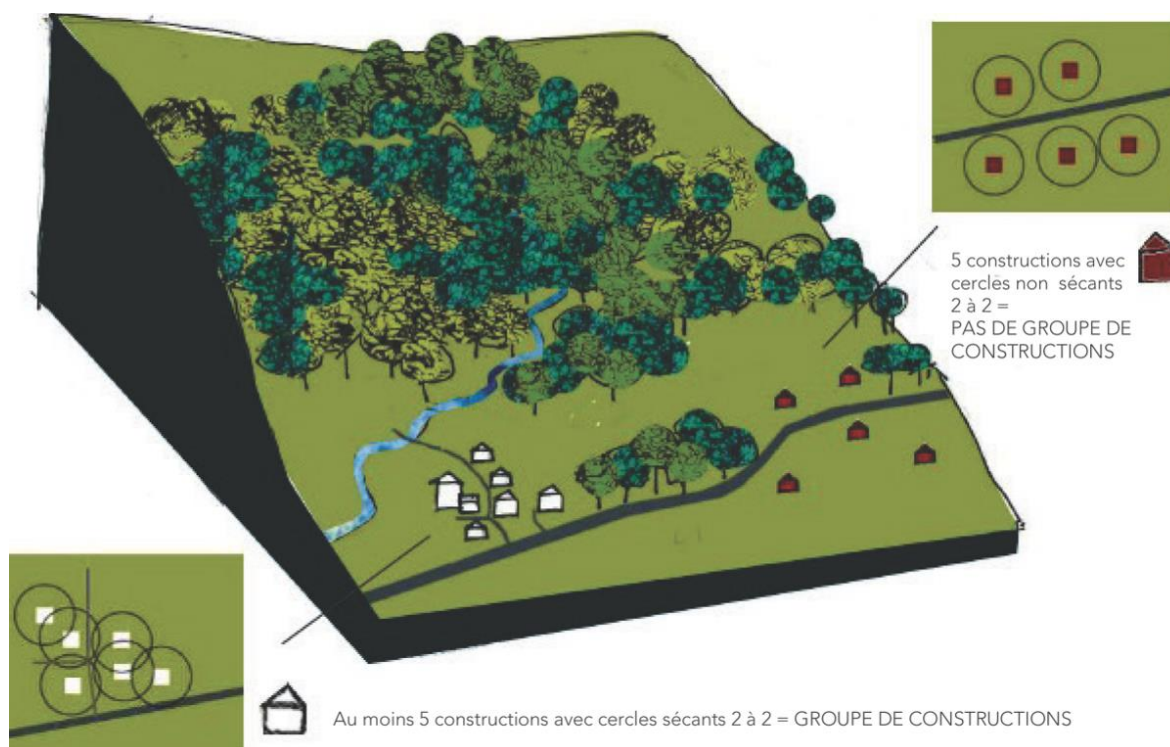 5 constructions avec
cercles non sécants
2 à 2 =
PAS DE GROUPE DE
CONSTRUCTIONS
Au moins 5 constructions avec cercles sécants 2 à 2 = GROUPE DE CONSTRUCTIONS